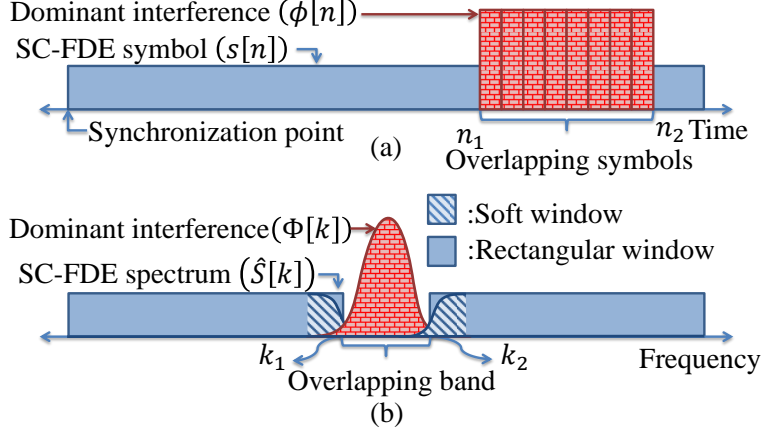 Dominant interference (ϕ[n])
SC-FDE symbol (s[n])
Synchronization point
n₁
n₂ Time
(a)
Overlapping symbols
Dominant interference(Φ[k])
:Soft window
:Rectangular window
SC-FDE spectrum (Ŝ[k])
k₁
k₂
Frequency
Overlapping band
(b)